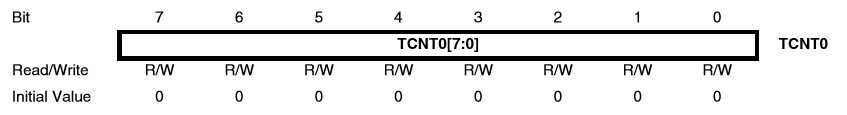 Bit 7 6 5 4 3 2 1 0
TCNT0[7:0] TCNT0
Read/Write R/W R/W R/W R/W R/W R/W R/W R/W
Initial Value 0 0 0 0 0 0 0 0